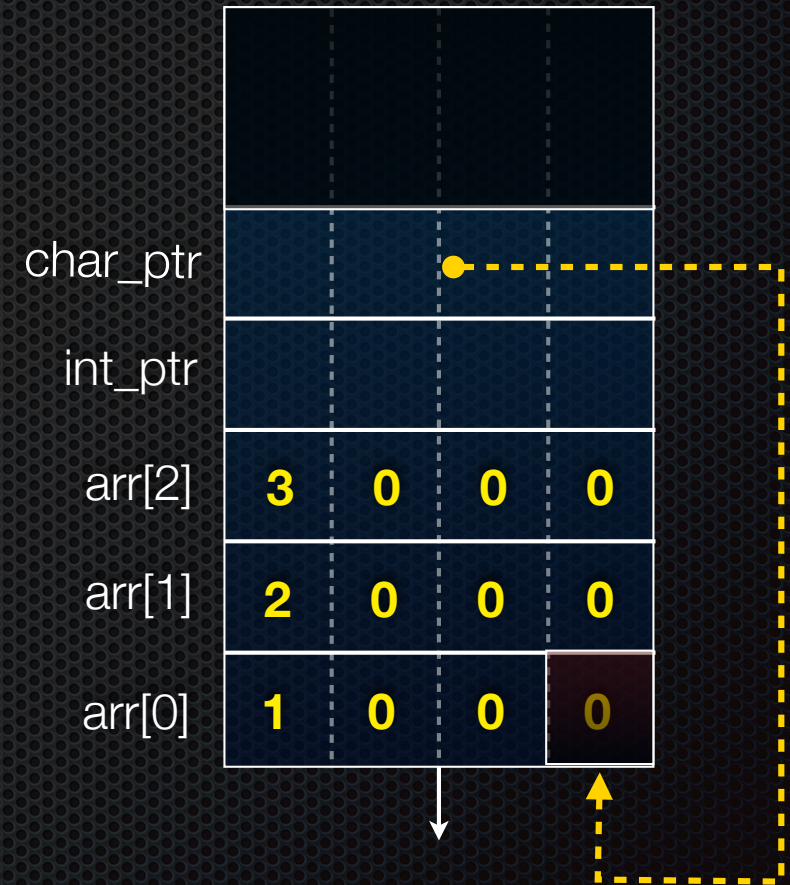 char_ptr
int_ptr
arr[2] 3 0 0 0
arr[1] 2 0 0 0
arr[0] 1 0 0 0